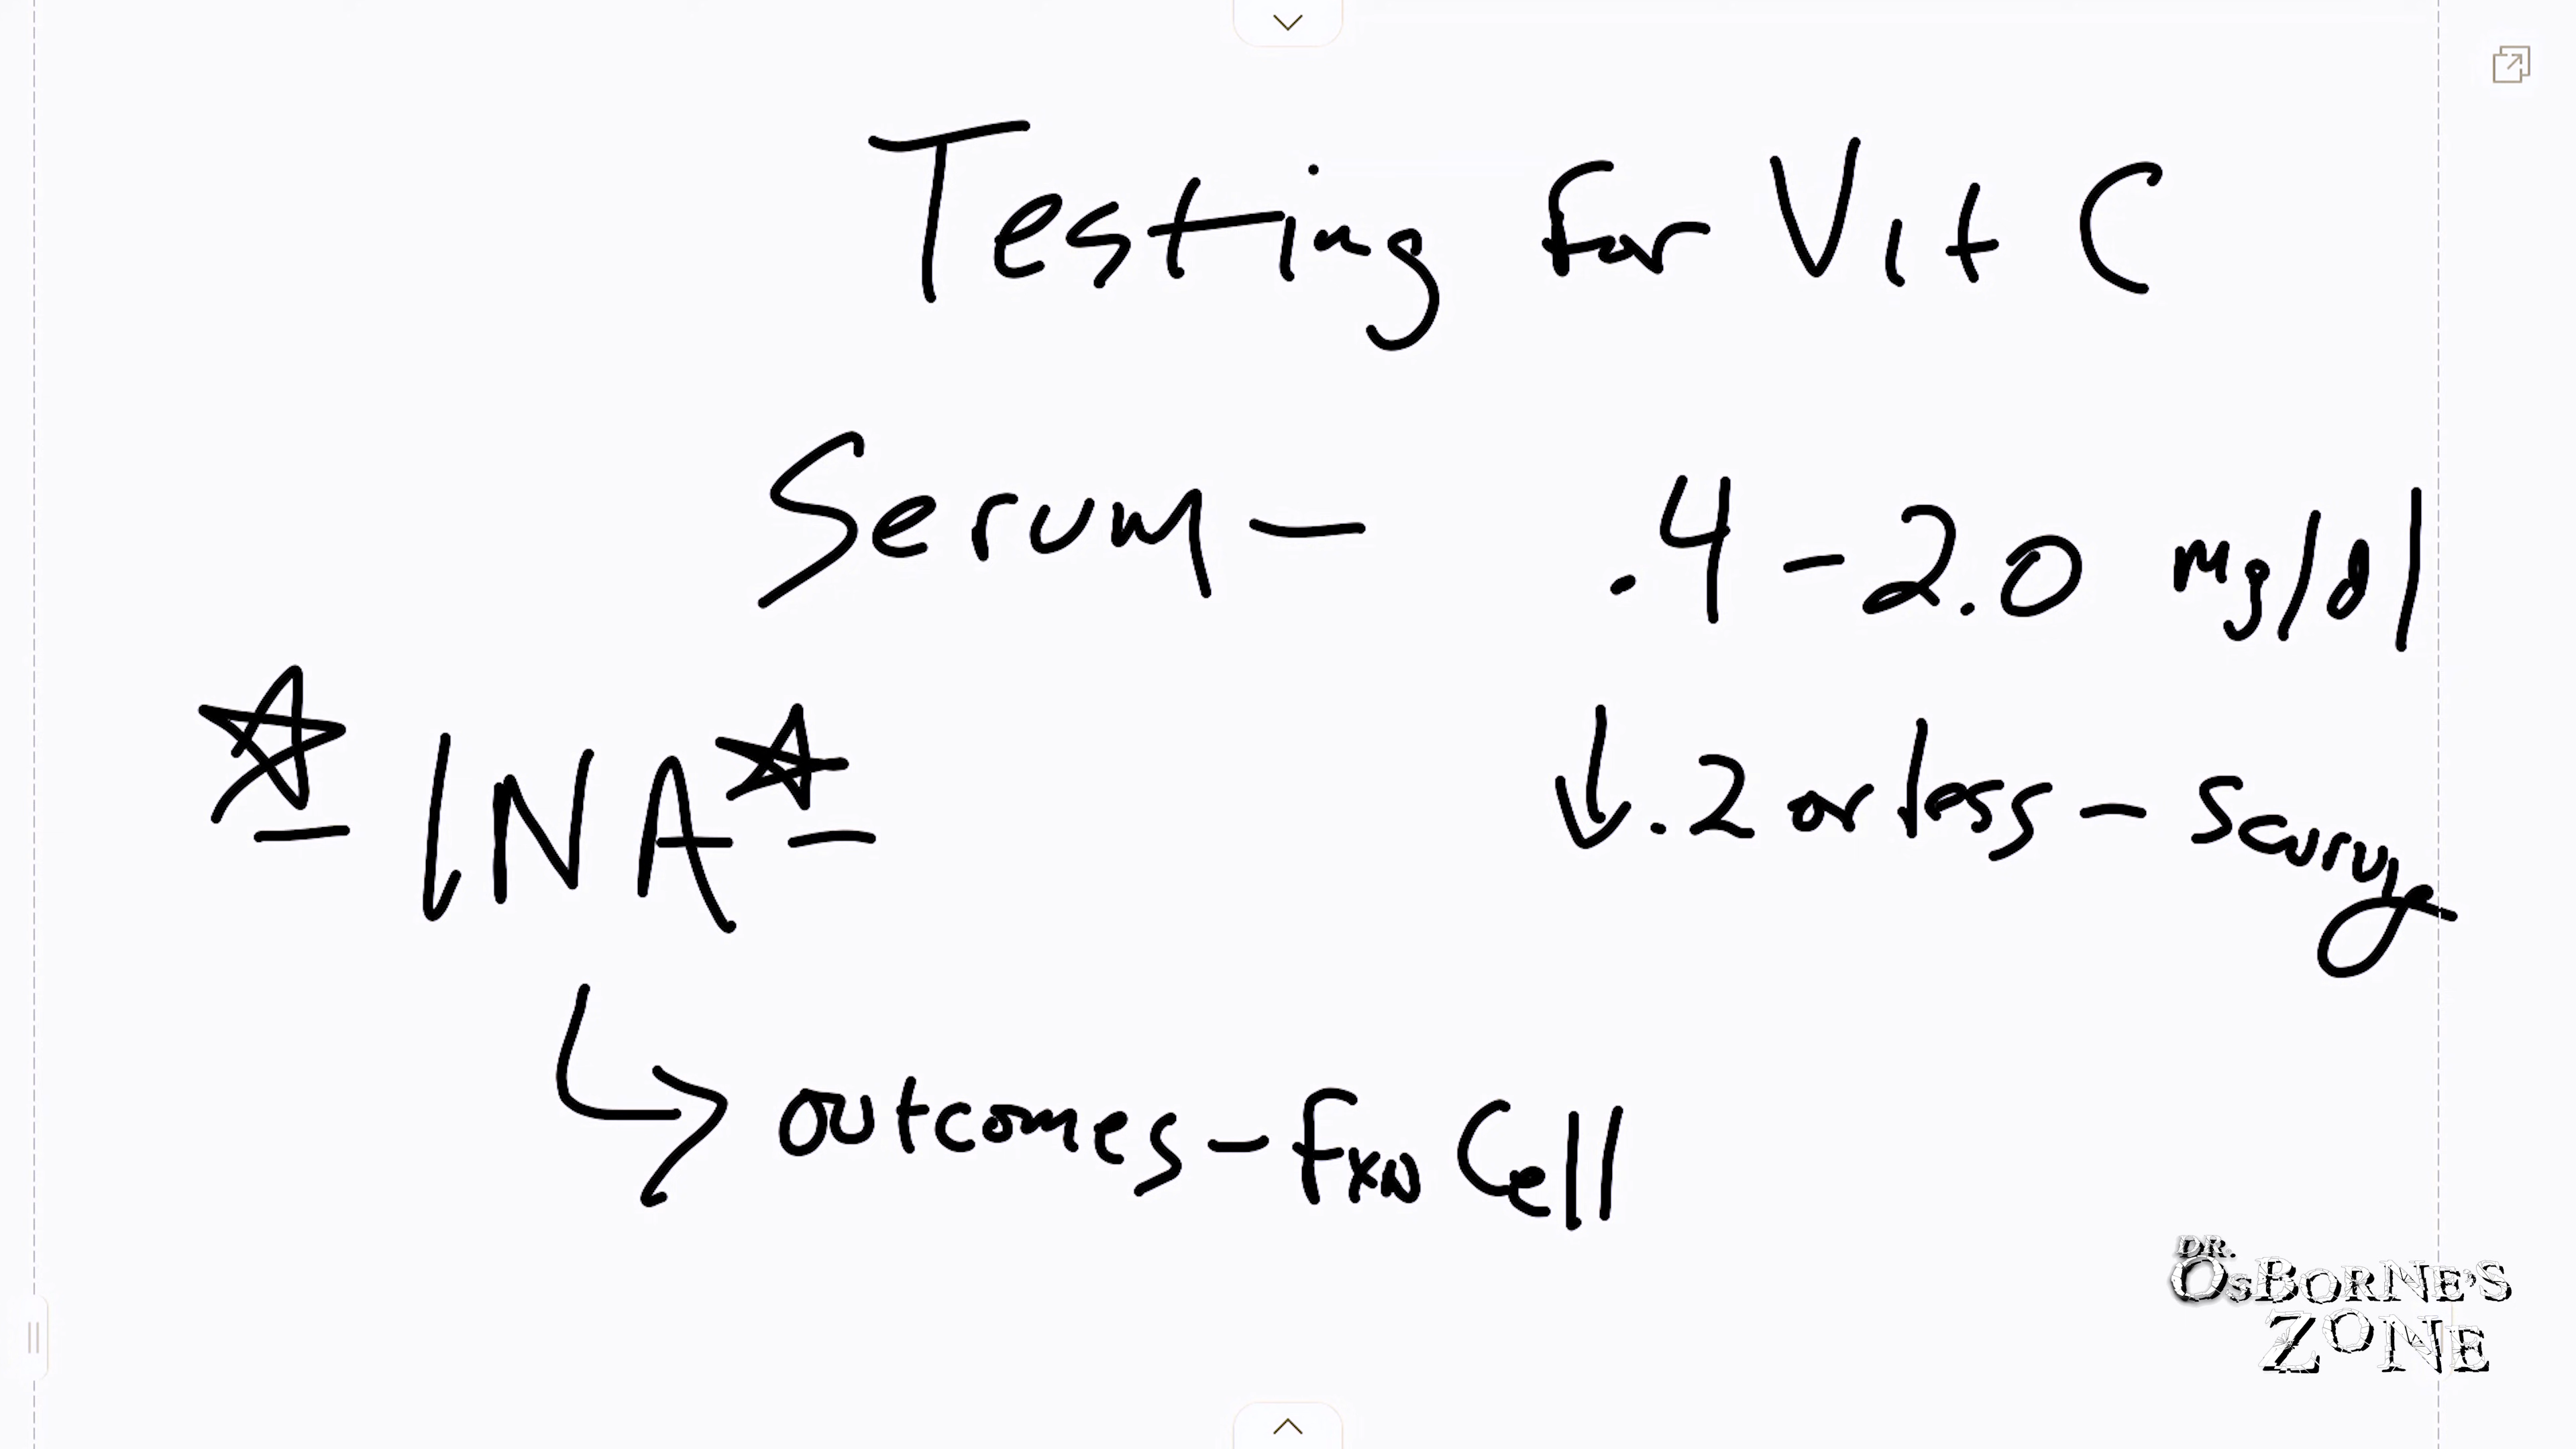 Testing for Vit C
Serum - .4 - 2.0 mg/dl
↓ .2 or less - scurvy
LNA
outcomes - Fxn Cell
DR.
OSBORNE'S
ZONE